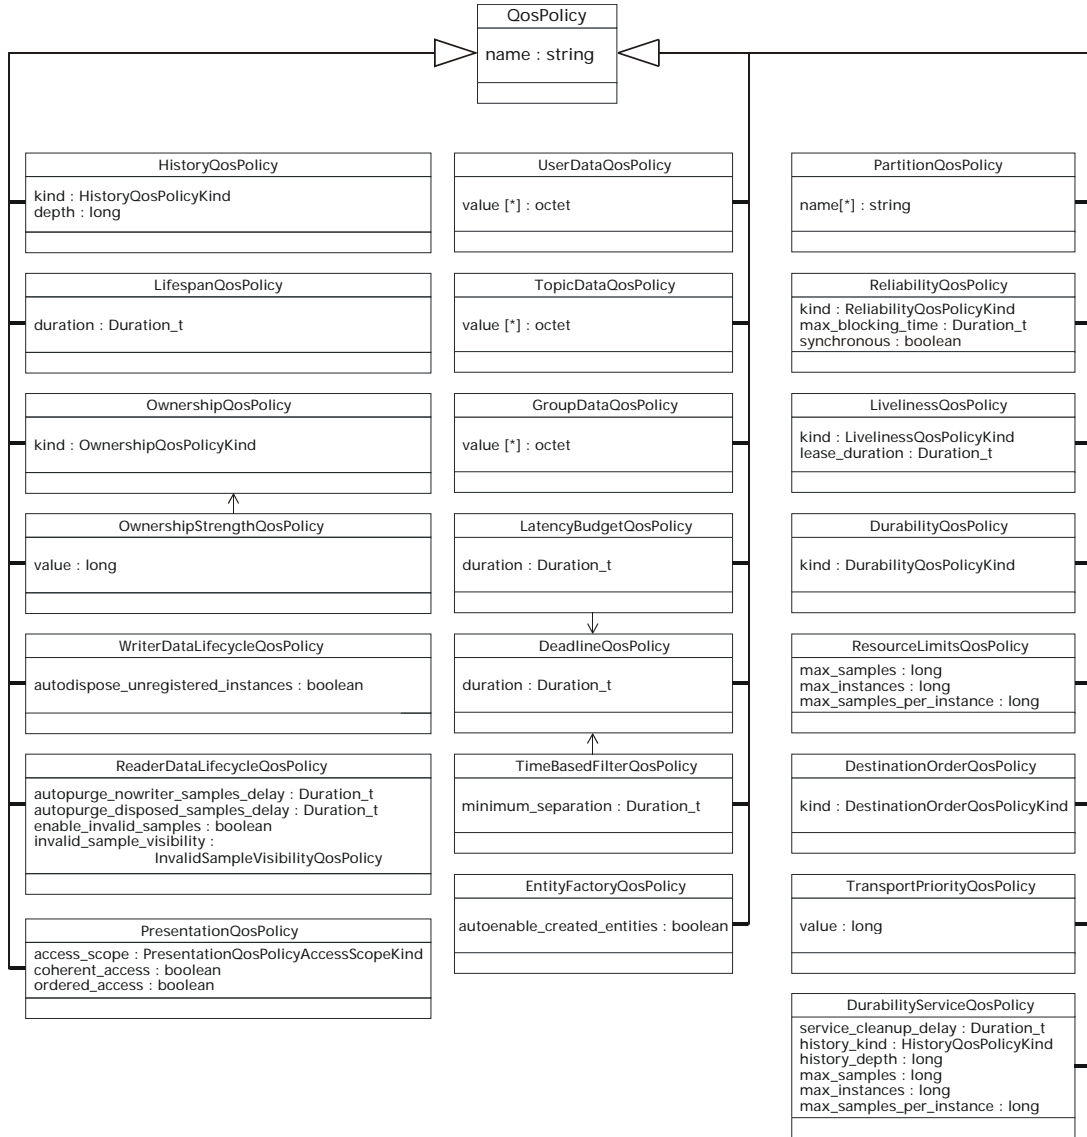 QosPolicy
name : string
HistoryQosPolicy
kind : HistoryQosPolicyKind
depth : long
LifespanQosPolicy
duration : Duration_t
OwnershipQosPolicy
kind : OwnershipQosPolicyKind
OwnershipStrengthQosPolicy
value : long
WriterDataLifecycleQosPolicy
autodispose_unregistered_instances : boolean
ReaderDataLifecycleQosPolicy
autopurge_nowriter_samples_delay : Duration_t
autopurge_disposed_samples_delay : Duration_t
enable_invalid_samples : boolean
invalid_sample_visibility :
InvalidSampleVisibilityQosPolicy
PresentationQosPolicy
access_scope : PresentationQosPolicyAccessScopeKind
coherent_access : boolean
ordered_access : boolean
UserDataQosPolicy
value [*] : octet
TopicDataQosPolicy
value [*] : octet
GroupDataQosPolicy
value [*] : octet
LatencyBudgetQosPolicy
duration : Duration_t
DeadlineQosPolicy
duration : Duration_t
TimeBasedFilterQosPolicy
minimum_separation : Duration_t
EntityFactoryQosPolicy
autoenable_created_entities : boolean
PartitionQosPolicy
name[*] : string
ReliabilityQosPolicy
kind : ReliabilityQosPolicyKind
max_blocking_time : Duration_t
synchronous : boolean
LivelinessQosPolicy
kind : LivelinessQosPolicyKind
lease_duration : Duration_t
DurabilityQosPolicy
kind : DurabilityQosPolicyKind
ResourceLimitsQosPolicy
max_samples : long
max_instances : long
max_samples_per_instance : long
DestinationOrderQosPolicy
kind : DestinationOrderQosPolicyKind
TransportPriorityQosPolicy
value : long
DurabilityServiceQosPolicy
service_cleanup_delay : Duration_t
history_kind : HistoryQosPolicyKind
history_depth : long
max_samples : long
max_instances : long
max_samples_per_instance : long